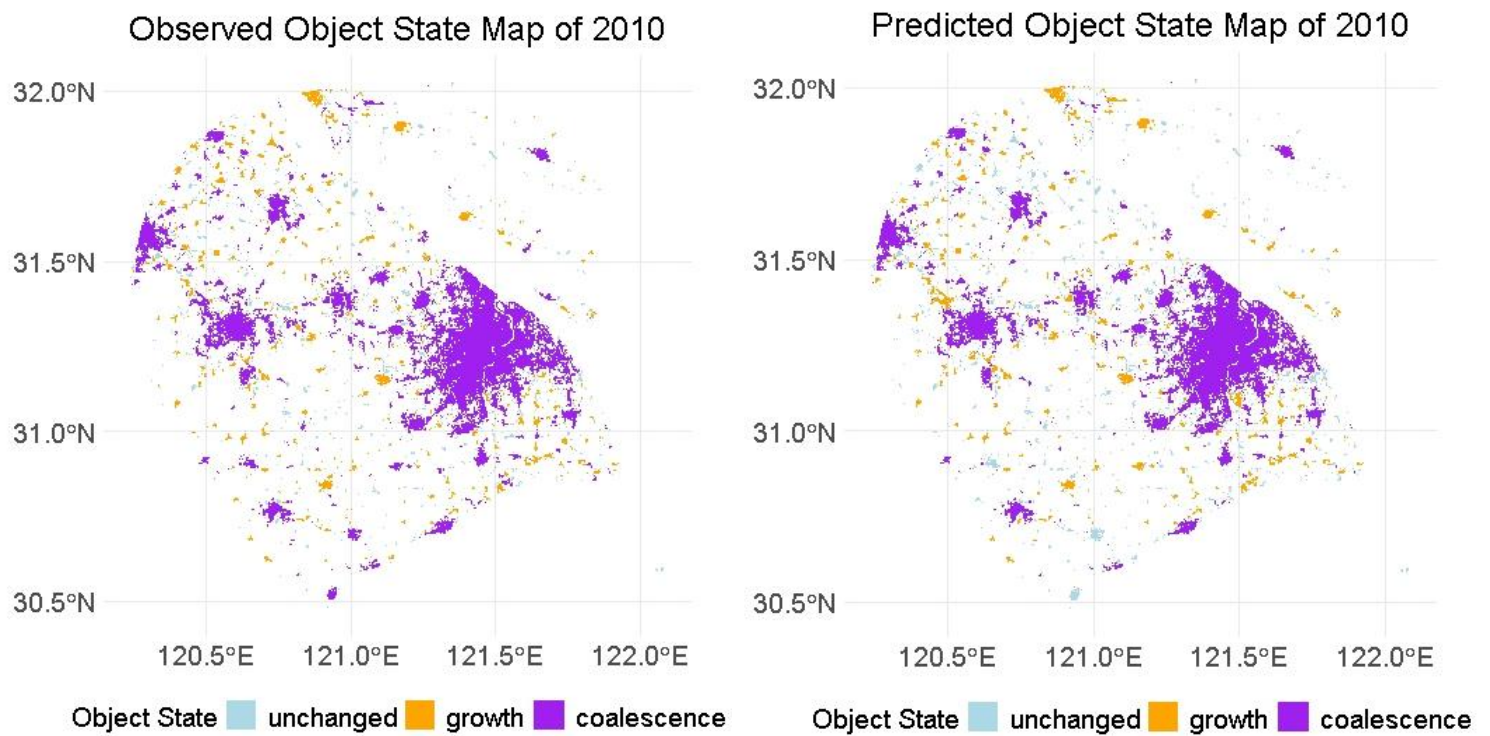 Observed Object State Map of 2010
32.0°N
31.5°N
31.0°N
30.5°N
120.5°E 121.0°E 121.5°E 122.0°E
Object State unchanged growth coalescence
Predicted Object State Map of 2010
32.0°N
31.5°N
31.0°N
30.5°N
120.5°E 121.0°E 121.5°E 122.0°E
Object State unchanged growth coalescence